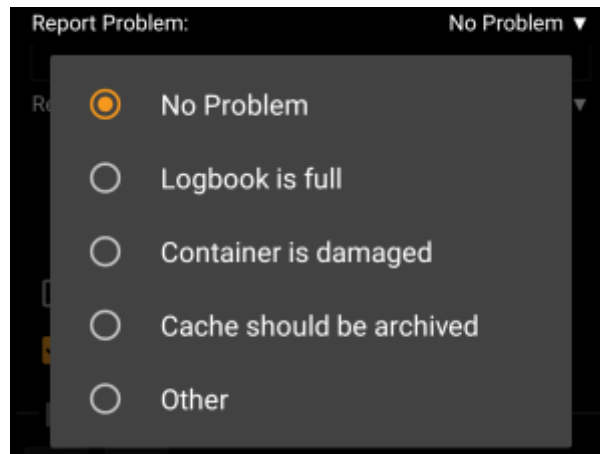 Report Problem: No Problem ▼
No Problem
Logbook is full
Container is damaged
Cache should be archived
Other